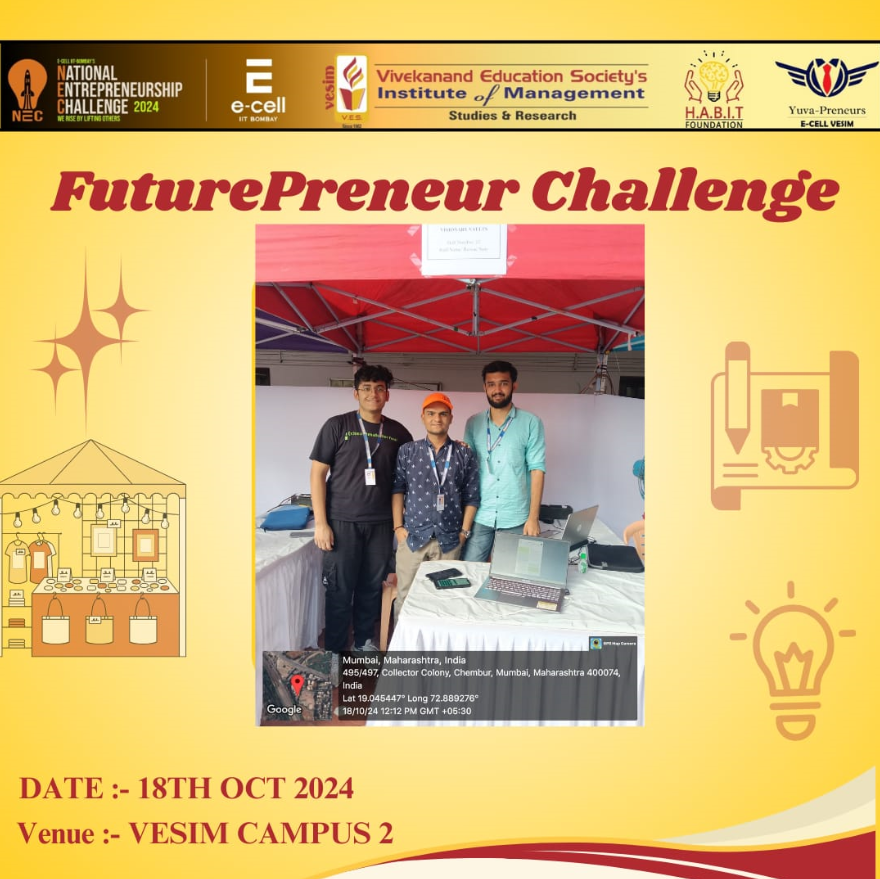 E-CELL IIT BOMBAY'S
NATIONAL
ENTREPRENEURSHIP
CHALLENGE 2024
WE RISE BY LIFTING OTHERS
NEC
e-cell
IIT BOMBAY
vesim
V.E.S.
Since 1962
Vivekanand Education Society's
Institute of Management
Studies & Research
H.A.B.I.T
FOUNDATION
Yuva-Preneurs
E-CELL VESIM
FuturePreneur Challenge
GPS Map Camera
Mumbai, Maharashtra, India
495/497, Collector Colony, Chembur, Mumbai, Maharashtra 400074,
India
Lat 19.045447° Long 72.889276°
18/10/24 12:12 PM GMT +05:30
Google
DATE :- 18TH OCT 2024
Venue :- VESIM CAMPUS 2